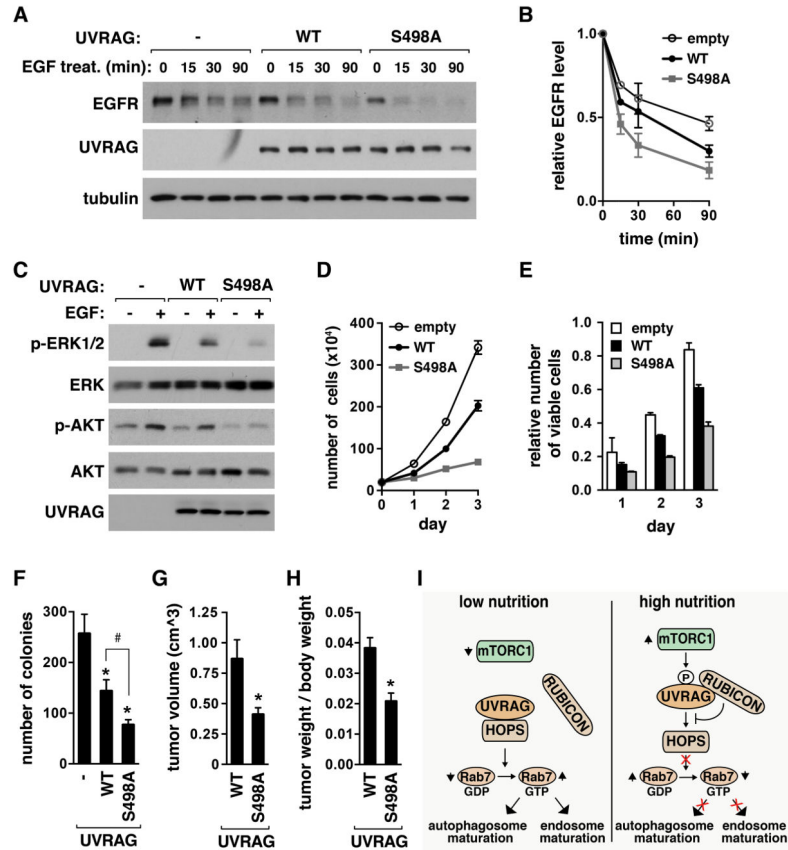 A
UVRAG: - WT S498A
EGF treat. (min): 0 15 30 90 0 15 30 90 0 15 30 90
EGFR
UVRAG
tubulin
B
relative EGFR level
1.0
0.5
0.0
0 30 60 90
time (min)
empty
WT
S498A
C
UVRAG: - WT S498A
EGF: - + - + - +
p-ERK1/2
ERK
p-AKT
AKT
UVRAG
D
number of cells (x10⁴)
400
300
200
100
0
0 1 2 3
day
empty
WT
S498A
E
relative number
of viable cells
1.0
0.8
0.6
0.4
0.2
0.0
1 2 3
day
empty
WT
S498A
F
number of colonies
300
200
100
0
* # *
- WT S498A
UVRAG
G
tumor volume (cm^3)
1.25
1.00
0.75
0.50
0.25
0
*
WT S498A
UVRAG
H
tumor weight / body weight
0.05
0.04
0.03
0.02
0.01
0.00
*
WT S498A
UVRAG
I
low nutrition
mTORC1
UVRAG
HOPS
RUBICON
Rab7 Rab7
GDP GTP
autophagosome endosome
maturation maturation
high nutrition
mTORC1
P
UVRAG
RUBICON
HOPS
Rab7 Rab7
GDP GTP
autophagosome endosome
maturation maturation